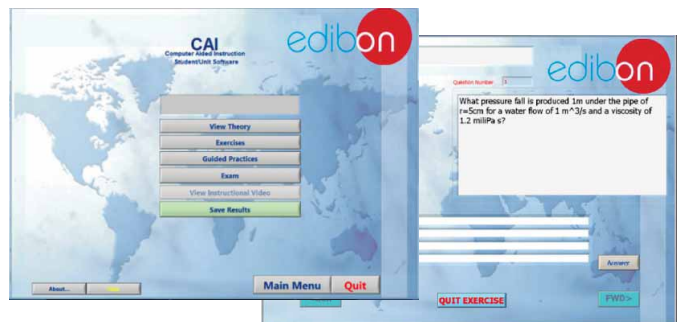 CAI
Computer Aided Instruction
Student/Unit Software
edibon
View Theory
Exercises
Guided Practices
Exam
View Instructional Video
Save Results
About...
Main Menu
Quit
edibon
Question Number: 1
What pressure fall is produced 1m under the pipe of
r=5cm for a water flow of 1 m^3/s and a viscosity of
1.2 miliPa s?
Answer
QUIT EXERCISE
FWD>